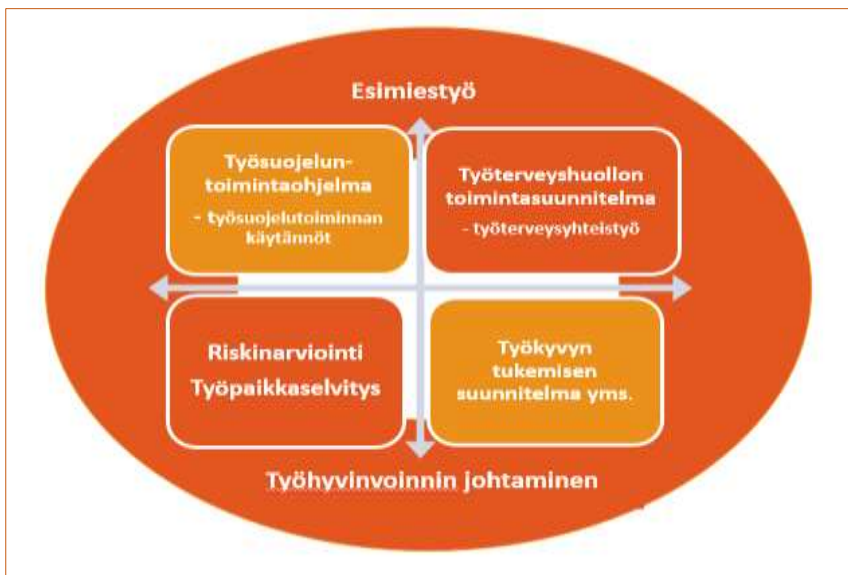 Esimiestyö
Työsuojelun-
toimintaohjelma
- työsuojelutoiminnan
käytännöt
Työterveyshuollon
toimintasuunnitelma
- työterveysyhteistyö
Riskinarviointi
Työpaikkaselvitys
Työkyvyn
tukemisen
suunnitelma yms.
Työhyvinvoinnin johtaminen